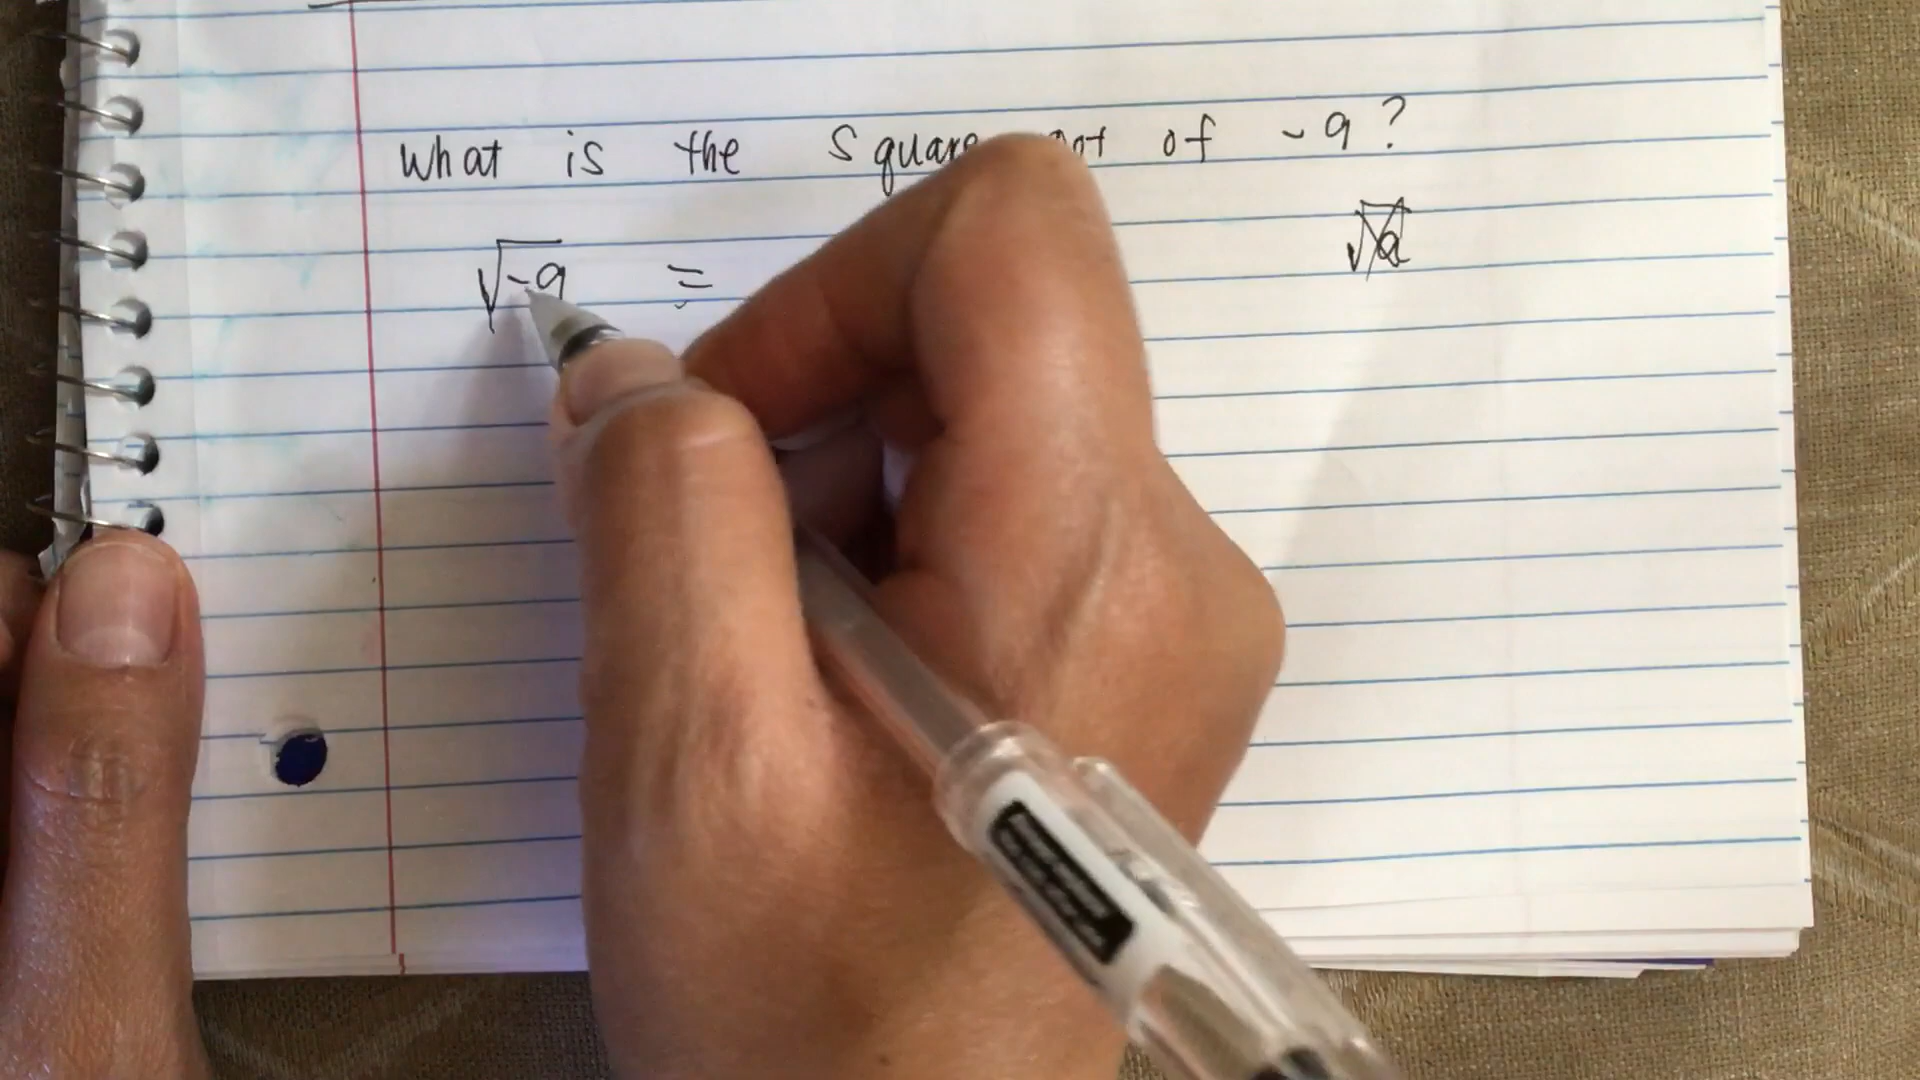 What is the Square of -9?
√-9 =